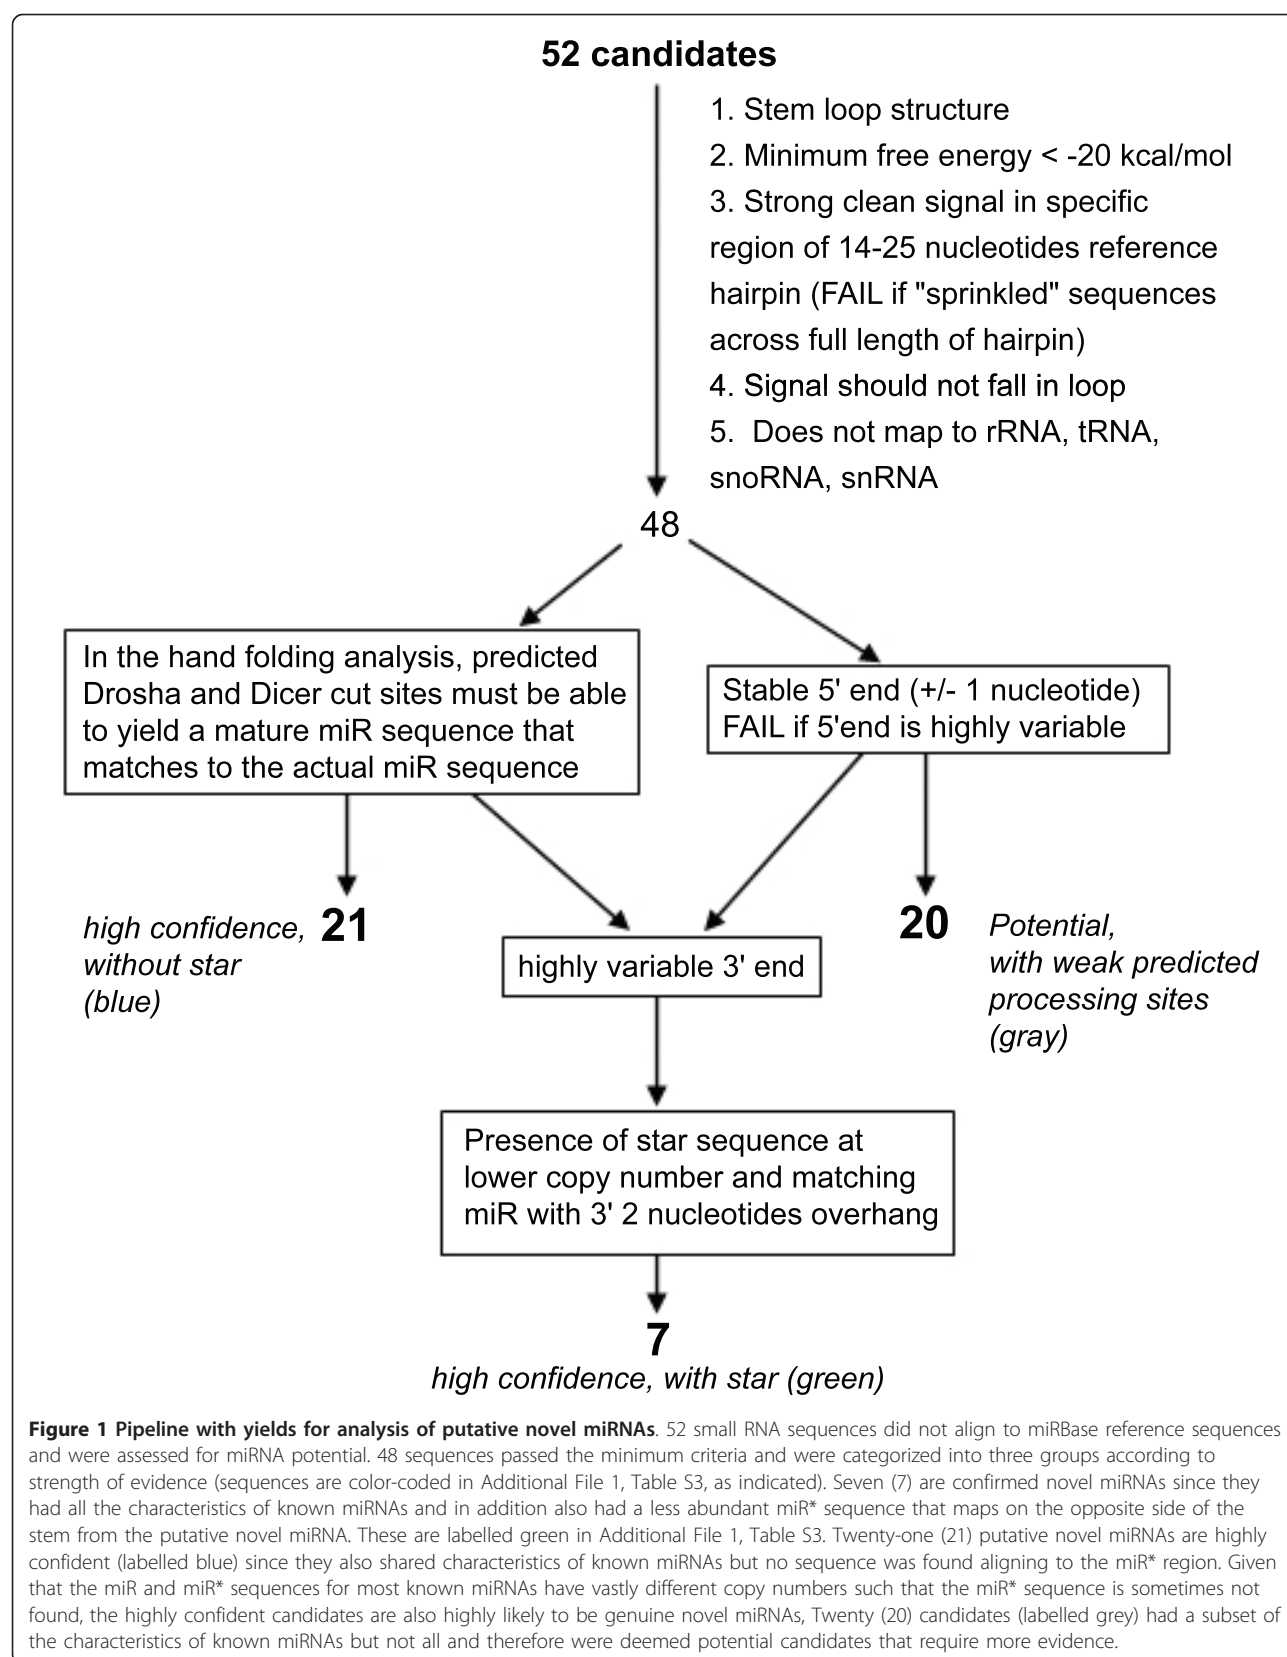 52 candidates
1. Stem loop structure
2. Minimum free energy < -20 kcal/mol
3. Strong clean signal in specific
region of 14-25 nucleotides reference
hairpin (FAIL if "sprinkled" sequences
across full length of hairpin)
4. Signal should not fall in loop
5.  Does not map to rRNA, tRNA,
snoRNA, snRNA
48
In the hand folding analysis, predicted
Drosha and Dicer cut sites must be able
to yield a mature miR sequence that
matches to the actual miR sequence
Stable 5' end (+/- 1 nucleotide)
FAIL if 5'end is highly variable
high confidence, 21
without star
(blue)
highly variable 3' end
20 Potential,
with weak predicted
processing sites
(gray)
Presence of star sequence at
lower copy number and matching
miR with 3' 2 nucleotides overhang
7
high confidence, with star (green)
Figure 1 Pipeline with yields for analysis of putative novel miRNAs. 52 small RNA sequences did not align to miRBase reference sequences
and were assessed for miRNA potential. 48 sequences passed the minimum criteria and were categorized into three groups according to
strength of evidence (sequences are color-coded in Additional File 1, Table S3, as indicated). Seven (7) are confirmed novel miRNAs since they
had all the characteristics of known miRNAs and in addition also had a less abundant miR* sequence that maps on the opposite side of the
stem from the putative novel miRNA. These are labelled green in Additional File 1, Table S3. Twenty-one (21) putative novel miRNAs are highly
confident (labelled blue) since they also shared characteristics of known miRNAs but no sequence was found aligning to the miR* region. Given
that the miR and miR* sequences for most known miRNAs have vastly different copy numbers such that the miR* sequence is sometimes not
found, the highly confident candidates are also highly likely to be genuine novel miRNAs, Twenty (20) candidates (labelled grey) had a subset of
the characteristics of known miRNAs but not all and therefore were deemed potential candidates that require more evidence.